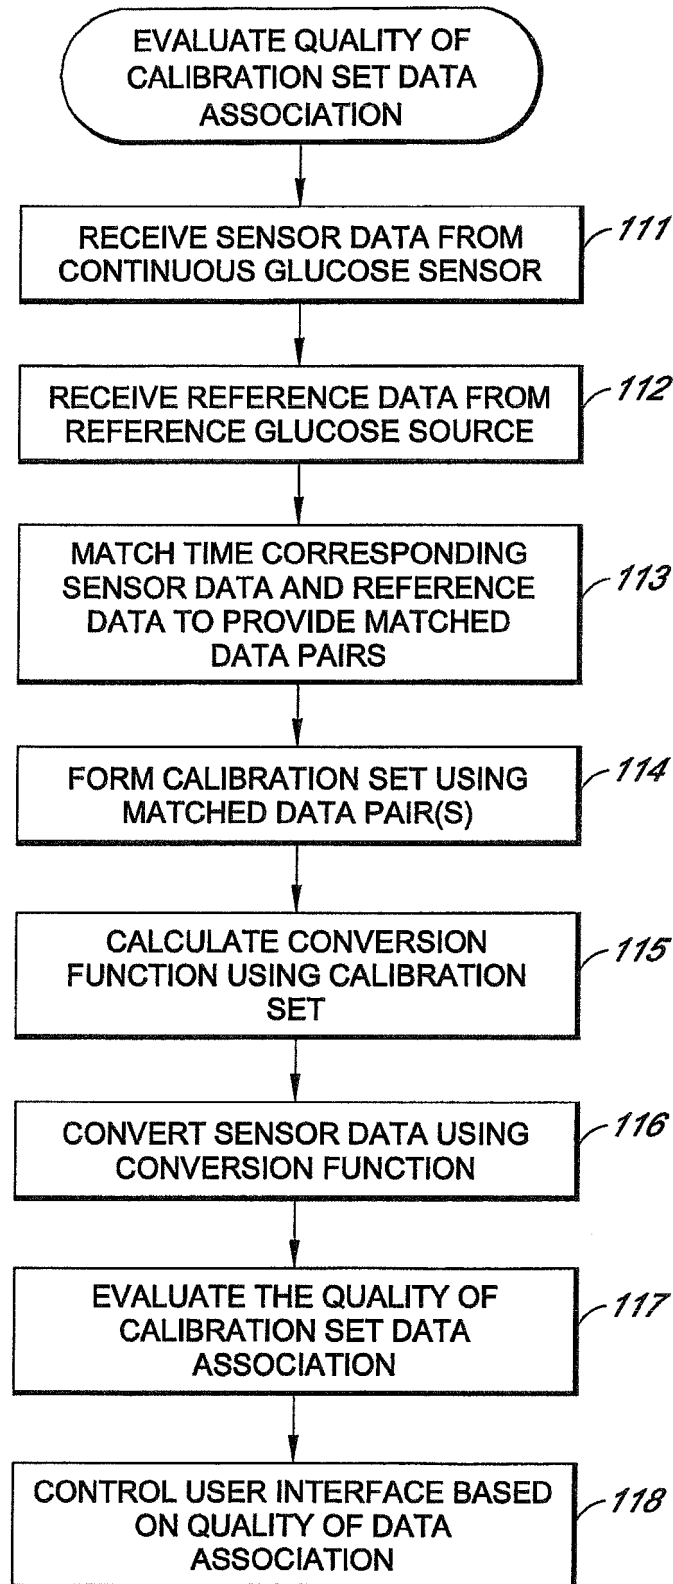 EVALUATE QUALITY OF
CALIBRATION SET DATA
ASSOCIATION
RECEIVE SENSOR DATA FROM
CONTINUOUS GLUCOSE SENSOR
111
RECEIVE REFERENCE DATA FROM
REFERENCE GLUCOSE SOURCE
112
MATCH TIME CORRESPONDING
SENSOR DATA AND REFERENCE
DATA TO PROVIDE MATCHED
DATA PAIRS
113
FORM CALIBRATION SET USING
MATCHED DATA PAIR(S)
114
CALCULATE CONVERSION
FUNCTION USING CALIBRATION
SET
115
CONVERT SENSOR DATA USING
CONVERSION FUNCTION
116
EVALUATE THE QUALITY OF
CALIBRATION SET DATA
ASSOCIATION
117
CONTROL USER INTERFACE BASED
ON QUALITY OF DATA
ASSOCIATION
118